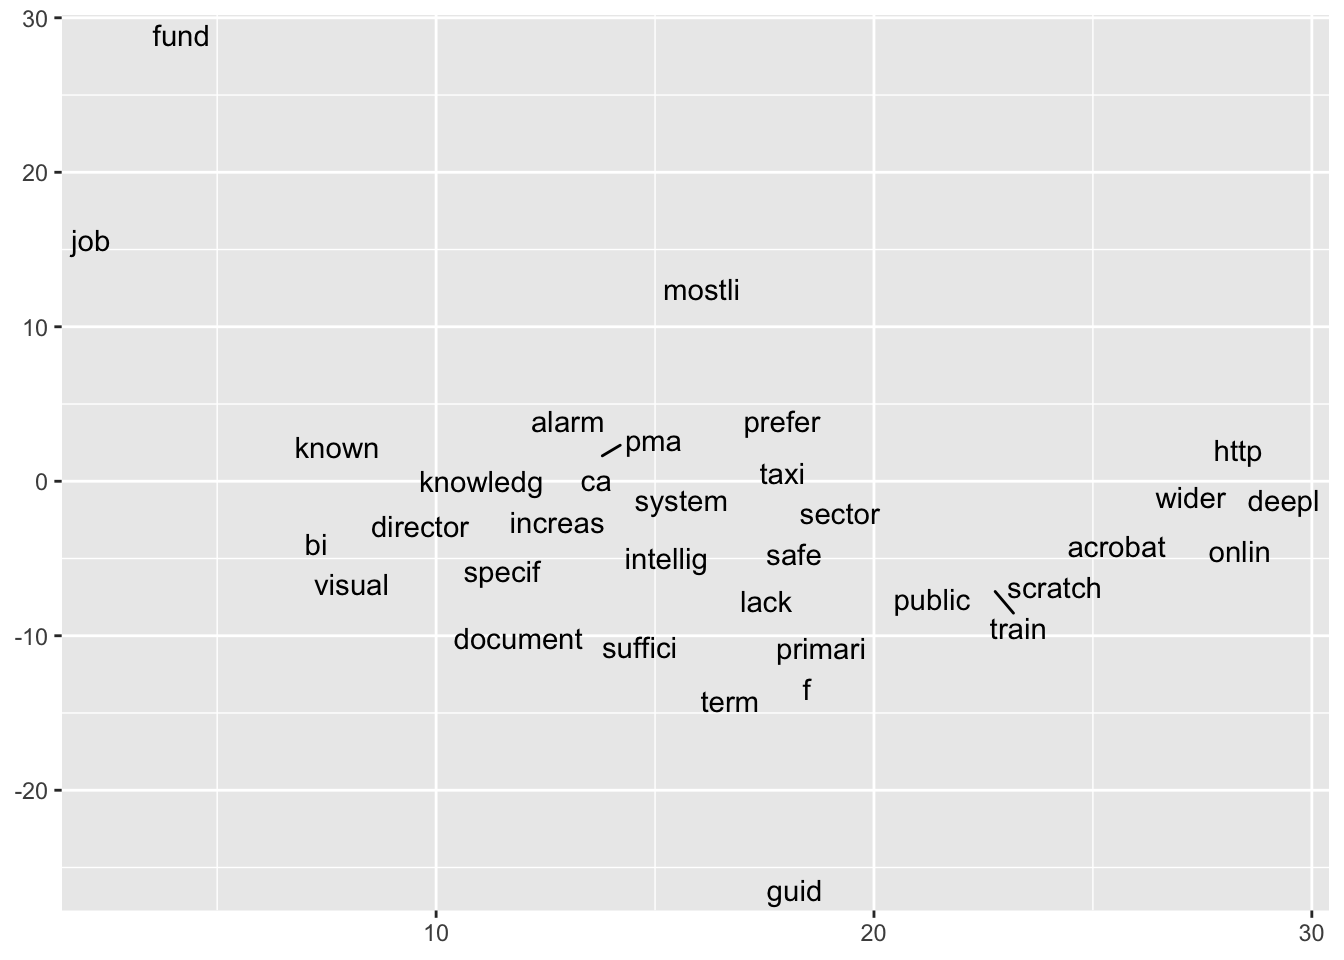 30
fund
20
job
mostli
10
alarm
prefer
pma
known
http
taxi
0
knowledg
ca
wider
deepl
system
sector
increas
director
bi
acrobat
onlin
safe
intellig
specif
visual
scratch
public
lack
train
-10
document
suffici
primari
f
term
-20
guid
10
20
30